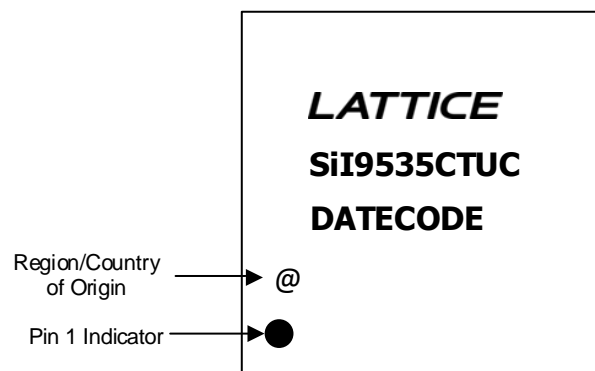 LATTICE
SiI9535CTUC
DATECODE
Region/Country
of Origin
@
Pin 1 Indicator